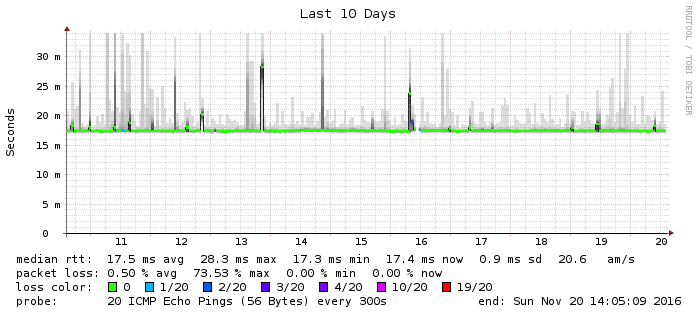 Last 10 Days
RRDTOOL / TOBI OETIKER
Seconds
30 m
25 m
20 m
15 m
10 m
5 m
0
11 12 13 14 15 16 17 18 19 20
median rtt: 17.5 ms avg 28.3 ms max 17.3 ms min 17.4 ms now 0.9 ms sd 20.6 am/s
packet loss: 0.50 % avg 73.53 % max 0.00 % min 0.00 % now
loss color: 0 1/20 2/20 3/20 4/20 10/20 19/20
probe: 20 ICMP Echo Pings (56 Bytes) every 300s end: Sun Nov 20 14:05:09 2016